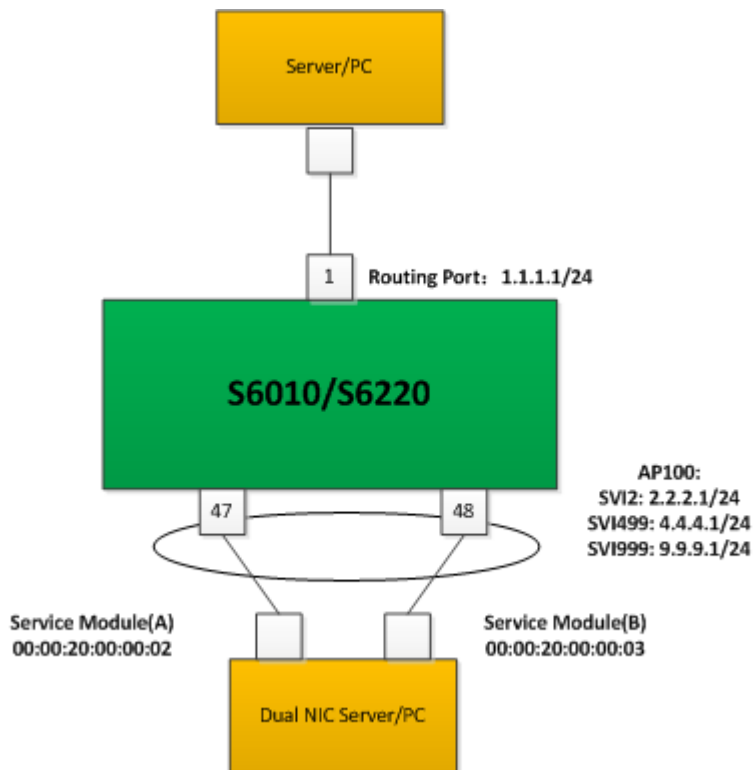 Server/PC
1
Routing Port：1.1.1.1/24
S6010/S6220
47
48
AP100:
SVI2: 2.2.2.1/24
SVI499: 4.4.4.1/24
SVI999: 9.9.9.1/24
Service Module(A)
00:00:20:00:00:02
Service Module(B)
00:00:20:00:00:03
Dual NIC Server/PC